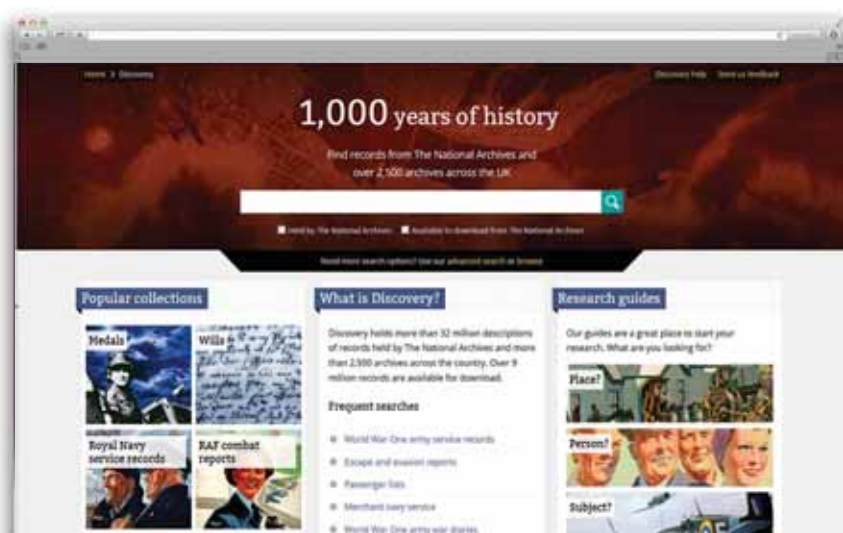 Home > Discovery
Discovery help Send us feedback
1,000 years of history
Find records from The National Archives and
over 2,500 archives across the UK
Held by The National Archives Available to download from The National Archives
Need more search options? Use our advanced search or browse
Popular collections
Medals
Wills
Royal Navy
service records
RAF combat
reports
What is Discovery?
Discovery holds more than 32 million descriptions
of records held by The National Archives and more
than 2,500 archives across the country. Over 9
million records are available for download.
Frequent searches
World War One army service records
Escape and evasion reports
Passenger lists
Merchant navy service
World War One army war diaries
Research guides
Our guides are a great place to start your
research. What are you looking for?
Place?
Person?
Subject?